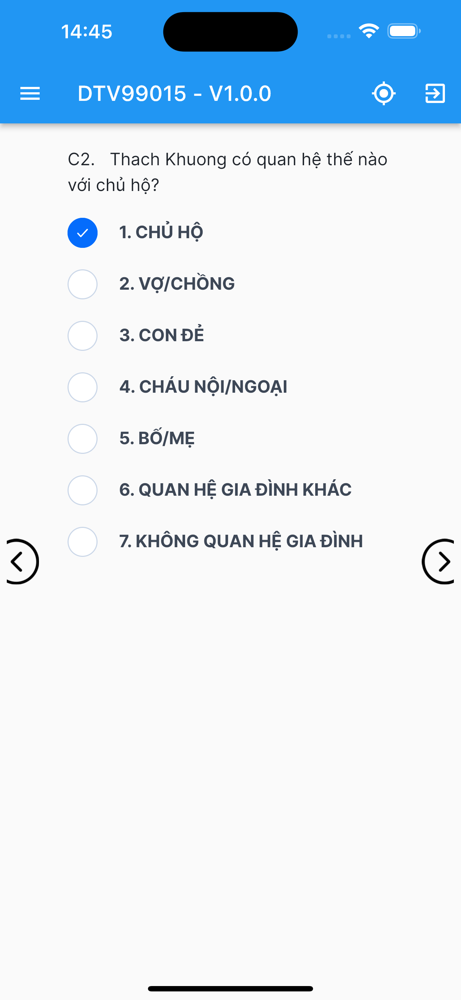 14:45
DTV99015 - V1.0.0
C2. Thach Khuong có quan hệ thế nào
với chủ hộ?
1. CHỦ HỘ
2. VỢ/CHỒNG
3. CON ĐẺ
4. CHÁU NỘI/NGOẠI
5. BỐ/MẸ
6. QUAN HỆ GIA ĐÌNH KHÁC
7. KHÔNG QUAN HỆ GIA ĐÌNH